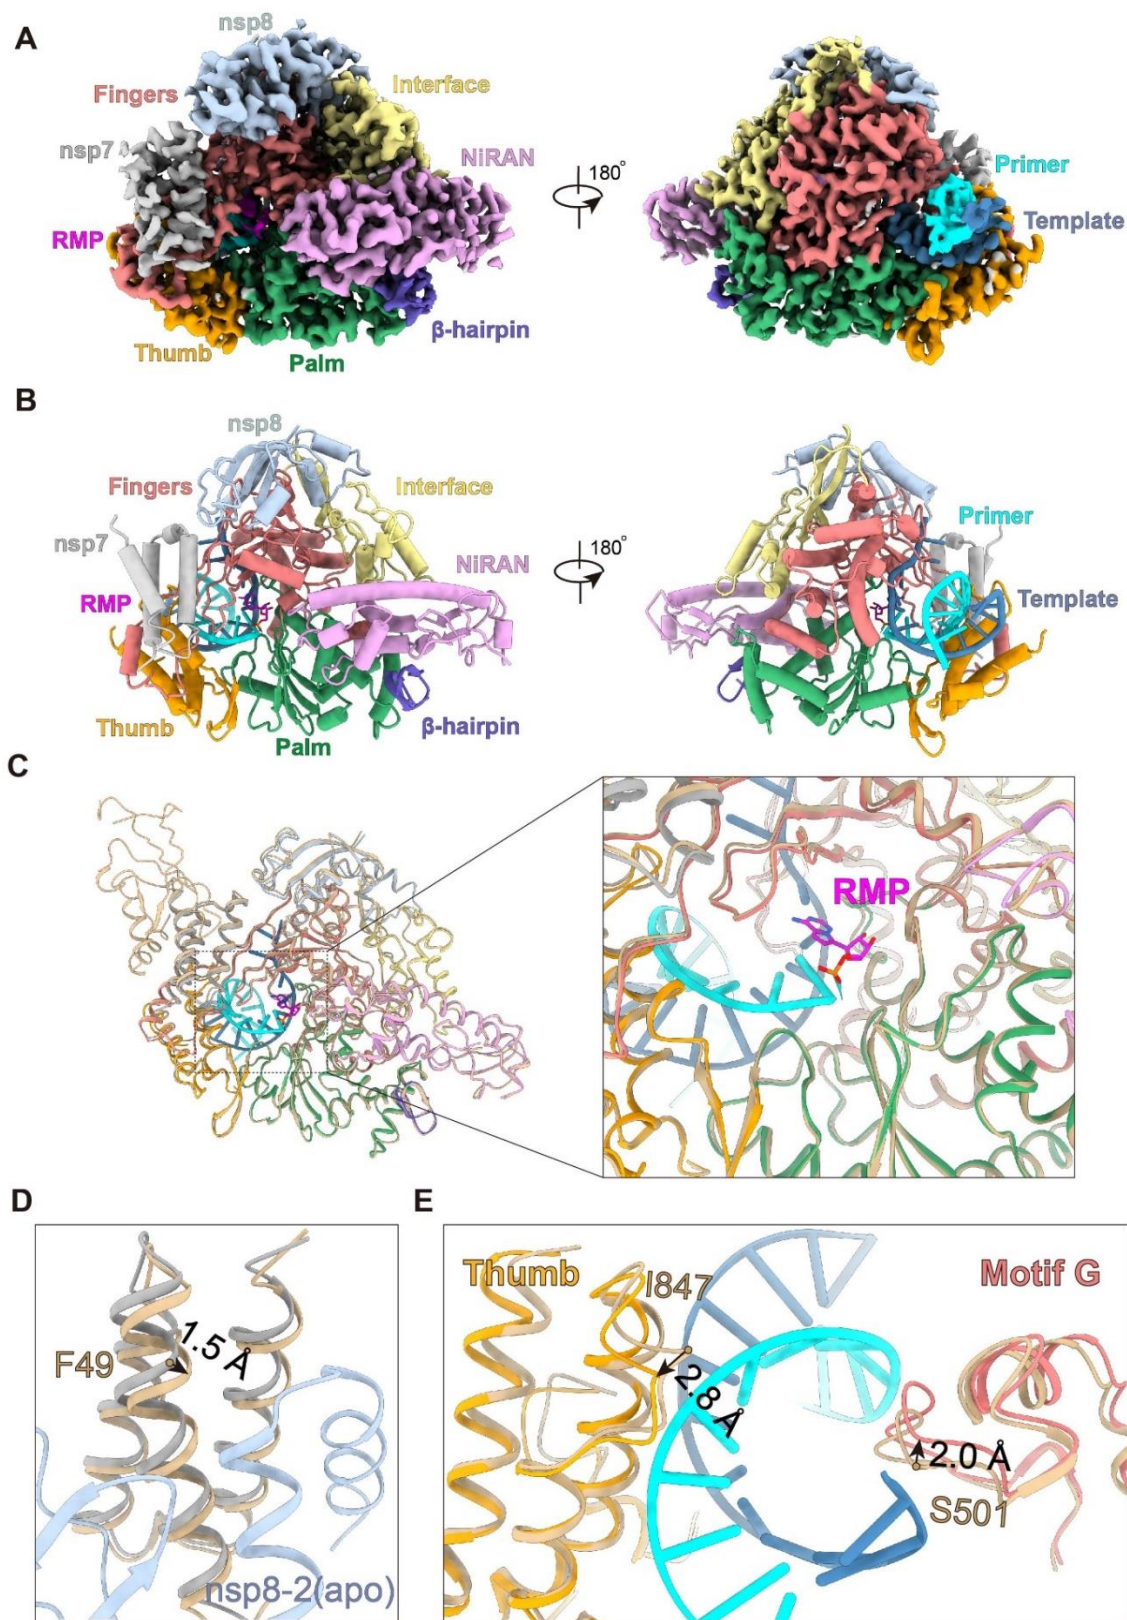 A
nsp8
Fingers
Interface
nsp7
NiRAN
RMP
Thumb
Palm
β-hairpin
180°
Primer
Template
B
nsp8
Fingers
Interface
nsp7
NiRAN
RMP
Thumb
Palm
β-hairpin
180°
Primer
Template
C
RMP
D
F49
1.5 Å
nsp8-2(apo)
E
Thumb
I847
2.8 Å
Motif G
2.0 Å
S501